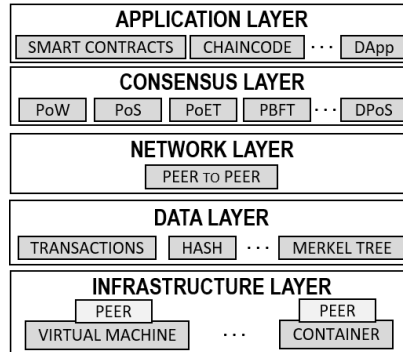 APPLICATION LAYER
SMART CONTRACTS CHAINCODE ··· DApp
CONSENSUS LAYER
PoW PoS PoET PBFT ··· DPoS
NETWORK LAYER
PEER TO PEER
DATA LAYER
TRANSACTIONS HASH ··· MERKEL TREE
INFRASTRUCTURE LAYER
PEER PEER
VIRTUAL MACHINE ··· CONTAINER